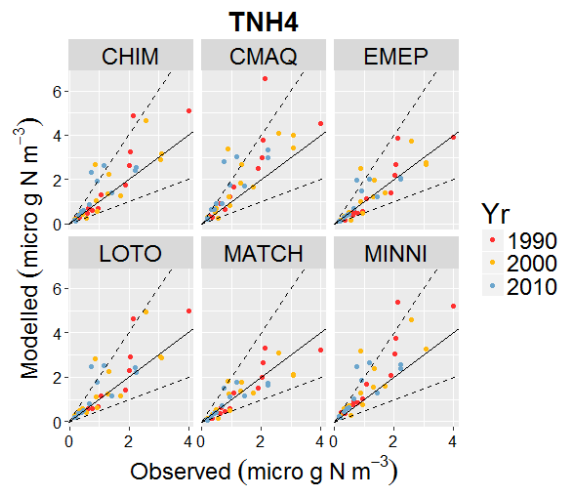 TNH4
CHIM CMAQ EMEP
6
4
2
0
LOTO MATCH MINNI
6
4
2
0
0 2 4 0 2 4 0 2 4
Modelled (micro g N m⁻³)
Observed (micro g N m⁻³)
Yr
1990
2000
2010